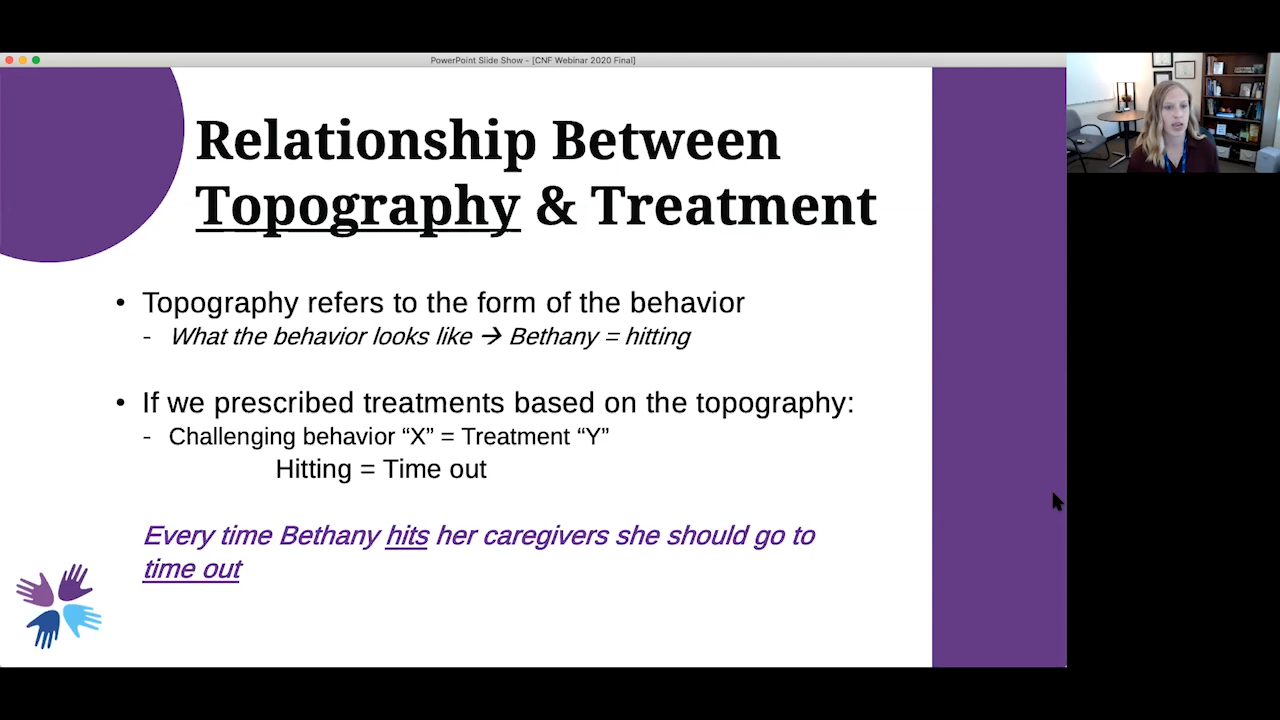 PowerPoint Slide Show - [CNF Webinar 2020 Final]
Relationship Between
Topography & Treatment
• Topography refers to the form of the behavior
- What the behavior looks like → Bethany = hitting
• If we prescribed treatments based on the topography:
- Challenging behavior “X” = Treatment “Y”
Hitting = Time out
Every time Bethany hits her caregivers she should go to
time out